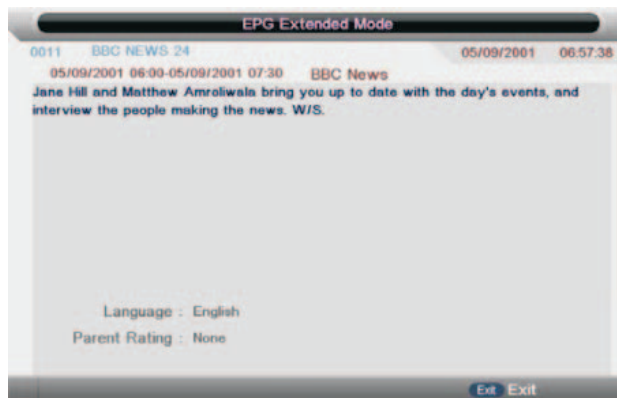 EPG Extended Mode
0011 BBC NEWS 24 05/09/2001 06:57:38
05/09/2001 06:00-05/09/2001 07:30 BBC News
Jane Hill and Matthew Amroliwala bring you up to date with the day's events, and
interview the people making the news. W/S.
Language : English
Parent Rating : None
Exit Exit